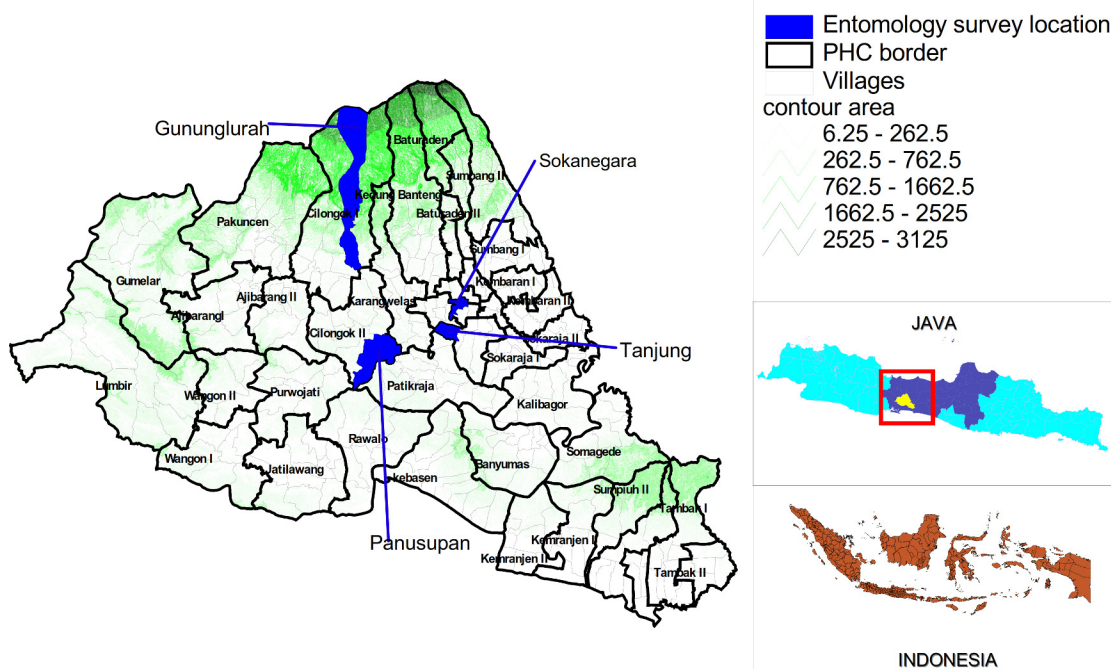 Entomology survey location
PHC border
Villages
contour area
6.25 - 262.5
262.5 - 762.5
762.5 - 1662.5
1662.5 - 2525
2525 - 3125
Gununglurah
Sokanegara
Baturaden I
Sumbang II
Kedung Banteng
Cilongok I
Baturaden II
Pakuncen
Sumbang I
Gumelar
Kembaran I
Ajibarang II
Karangwelas
Kembaran II
AjibarangI
Cilongok II
Sokaraja II
Tanjung
Sokaraja I
Lumbir
Wangon II
Purwojati
Patikraja
Kalibagor
Rawalo
Somagede
Wangon I
Jatilawang
kebasen
Banyumas
Sumpiuh II
Tambak I
Panusupan
Kemranjen I
Kemranjen II
Tambak II
JAVA
INDONESIA